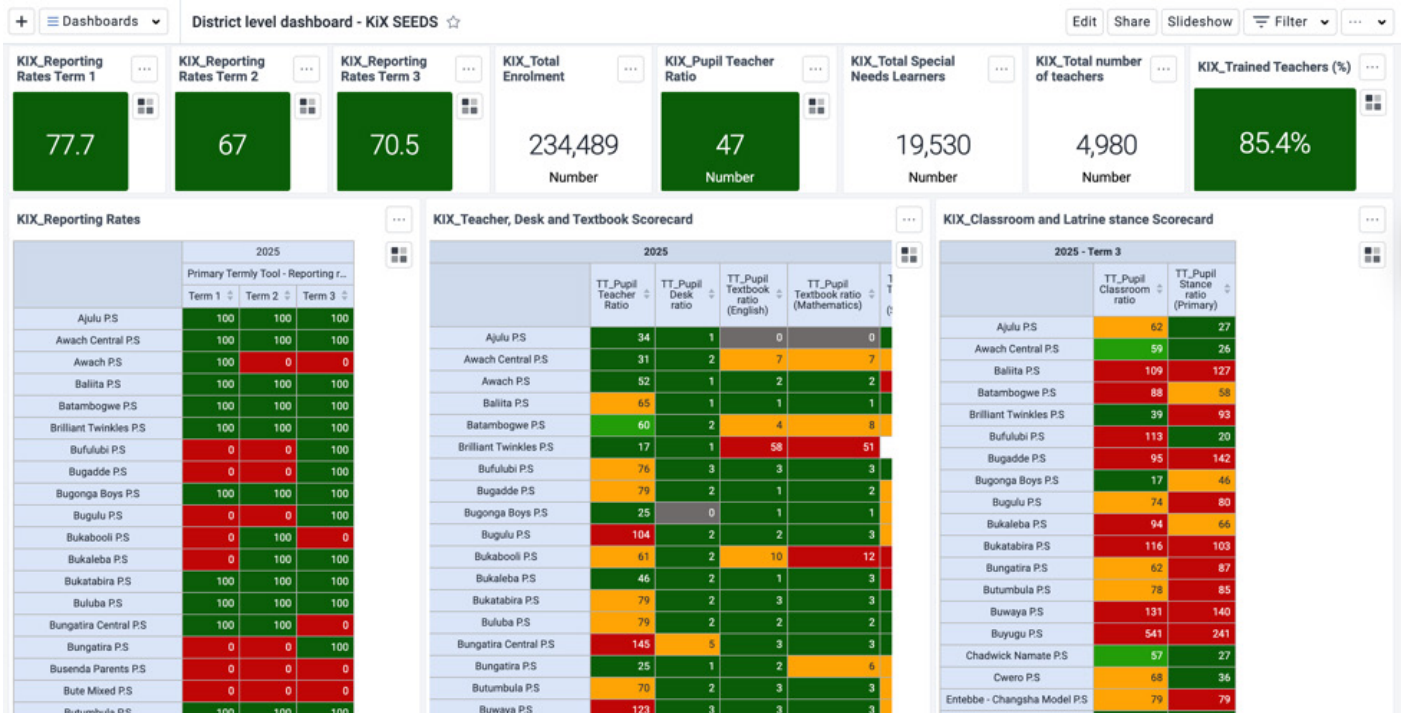 + Dashboards District level dashboard - KiX SEEDS Edit Share Slideshow Filter ...
KIX_Reporting Rates Term 1 ...
77.7
KIX_Reporting Rates Term 2 ...
67
KIX_Reporting Rates Term 3 ...
70.5
KIX_Total Enrolment ...
234,489
Number
KIX_Pupil Teacher Ratio ...
47
Number
KIX_Total Special Needs Learners ...
19,530
Number
KIX_Total number of teachers ...
4,980
Number
KIX_Trained Teachers (%) ...
85.4%
KIX_Reporting Rates ...
2025
Primary Termly Tool - Reporting r...
Term 1 Term 2 Term 3
Ajulu P.S 100 100 100
Awach Central P.S 100 100 100
Awach P.S 100 0 0
Baliita P.S 100 100 100
Batambogwe P.S 100 100 100
Brilliant Twinkles P.S 100 100 100
Bufulubi P.S 0 0 100
Bugadde P.S 0 0 100
Bugonga Boys P.S 100 100 100
Bugulu P.S 0 0 100
Bukabooli P.S 0 100 0
Bukaleba P.S 0 100 100
Bukatabira P.S 100 100 100
Buluba P.S 100 100 100
Bungatira Central P.S 100 100 0
Bungatira P.S 0 0 100
Busenda Parents P.S 0 0 0
Bute Mixed P.S 0 0 0
Butumbula P.S 100 100 100
KIX_Teacher, Desk and Textbook Scorecard ...
2025
TT_Pupil Teacher Ratio TT_Pupil Desk ratio TT_Pupil Textbook ratio (English) TT_Pupil Textbook ratio (Mathematics)
Ajulu P.S 34 1 0 0
Awach Central P.S 31 2 7 7
Awach P.S 52 1 2 2
Baliita P.S 65 1 1 1
Batambogwe P.S 60 2 4 8
Brilliant Twinkles P.S 17 1 58 51
Bufulubi P.S 76 3 3 3
Bugadde P.S 79 2 1 2
Bugonga Boys P.S 25 0 1 1
Bugulu P.S 104 2 2 3
Bukabooli P.S 61 2 10 12
Bukaleba P.S 46 2 1 3
Bukatabira P.S 79 2 3 3
Buluba P.S 79 2 2 2
Bungatira Central P.S 145 5 3 3
Bungatira P.S 25 1 2 6
Butumbula P.S 70 2 3 3
Buwaya P.S 123 3 3 3
KIX_Classroom and Latrine stance Scorecard ...
2025 - Term 3
TT_Pupil Classroom ratio TT_Pupil Stance ratio (Primary)
Ajulu P.S 62 27
Awach Central P.S 59 26
Baliita P.S 109 127
Batambogwe P.S 88 58
Brilliant Twinkles P.S 39 93
Bufulubi P.S 113 20
Bugadde P.S 95 142
Bugonga Boys P.S 17 46
Bugulu P.S 74 80
Bukaleba P.S 94 66
Bukatabira P.S 116 103
Bungatira P.S 62 87
Butumbula P.S 78 85
Buwaya P.S 131 140
Buyugu P.S 541 241
Chadwick Namate P.S 57 27
Cwero P.S 68 36
Entebbe - Changsha Model P.S 79 79